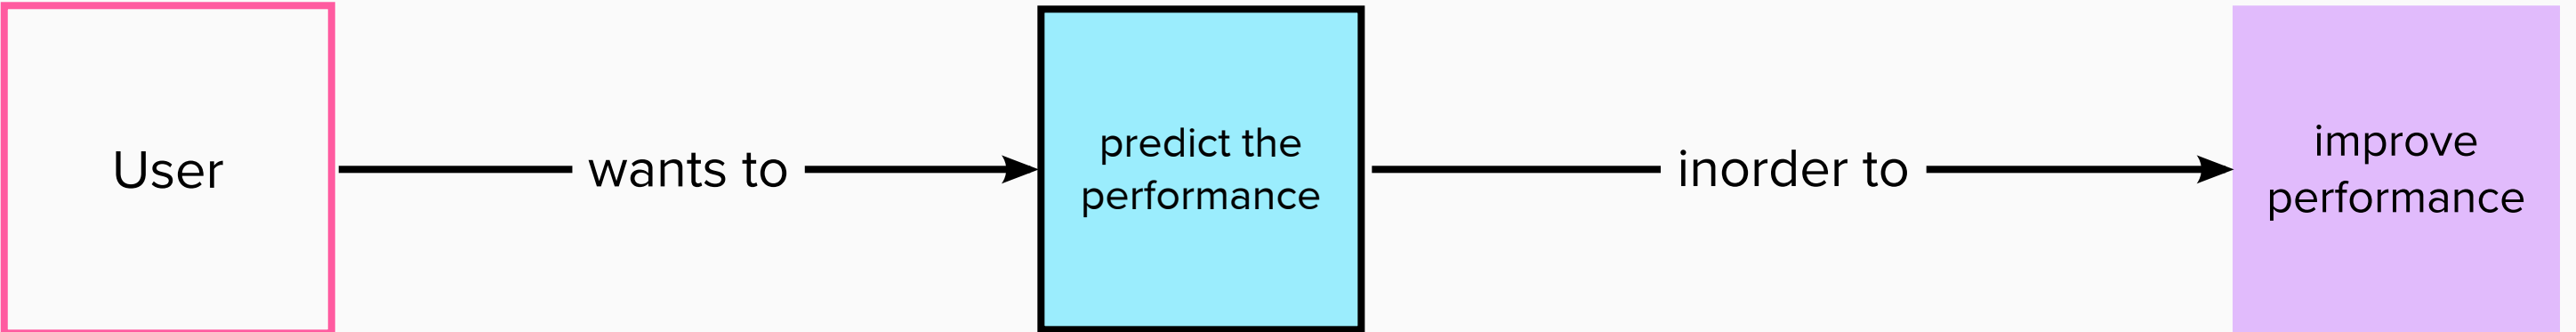 User
wants to
predict the
performance
inorder to
improve
performance